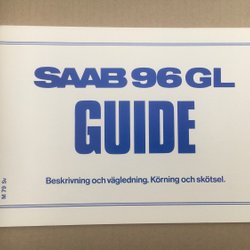 SAAB 96 GL
GUIDE
Beskrivning och vägledning. Körning och skötsel.
M 79 Sv